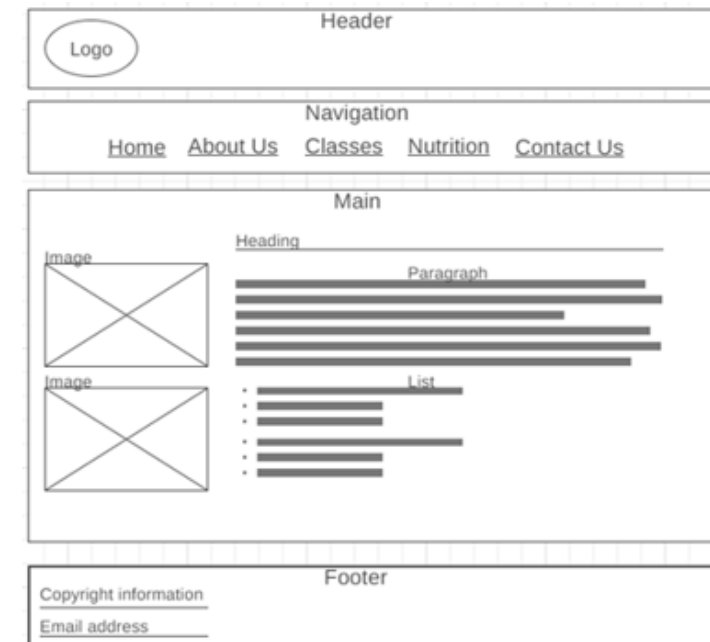 Header
Logo
Navigation
Home About Us Classes Nutrition Contact Us
Main
Heading
Image
Paragraph
Image
List
Footer
Copyright information
Email address